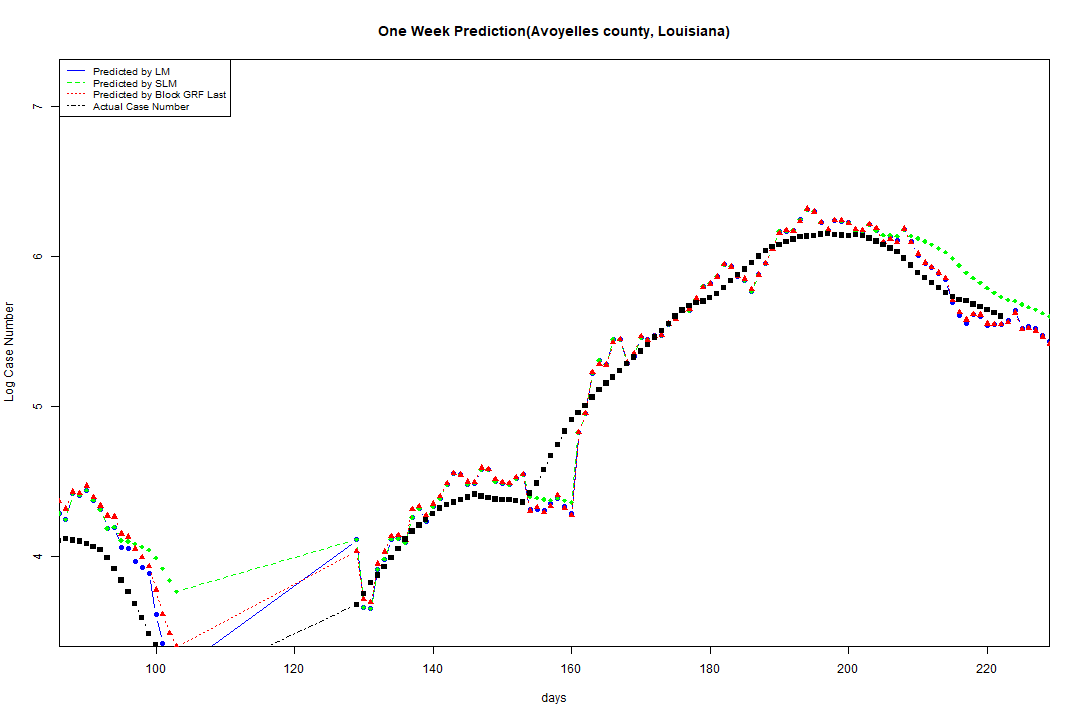 One Week Prediction(Avoyelles county, Louisiana)
Predicted by LM
Predicted by SLM
Predicted by Block GRF Last
Actual Case Number
7
6
5
4
Log Case Number
100 120 140 160 180 200 220
days